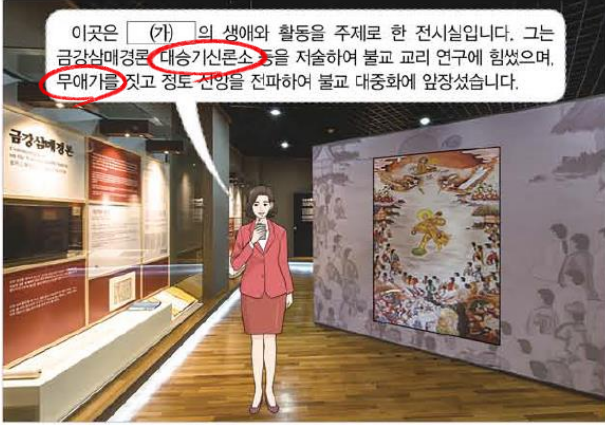 이곳은 (가) 의 생애와 활동을 주제로 한 전시실입니다. 그는
금강삼매경론, 대승기신론소 등을 저술하여 불교 교리 연구에 힘썼으며,
무애가를 짓고 정토 신앙을 전파하여 불교 대중화에 앞장섰습니다.
금강삼매경론